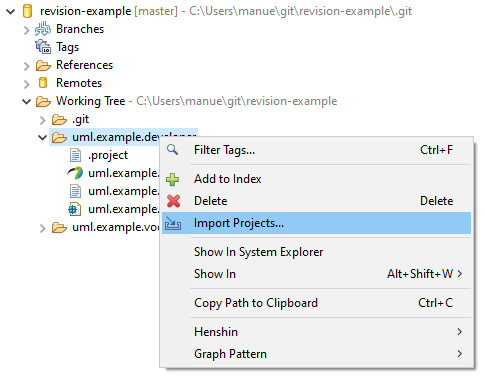 revision-example [master] - C:\Users\manue\git\revision-example\.git
Branches
Tags
References
Remotes
Working Tree - C:\Users\manue\git\revision-example
.git
uml.example.developer
.project
uml.example.
uml.example.
uml.example.
uml.example.vo
Filter Tags... Ctrl+F
Add to Index
Delete Delete
Import Projects...
Show In System Explorer
Show In Alt+Shift+W
Copy Path to Clipboard Ctrl+C
Henshin
Graph Pattern